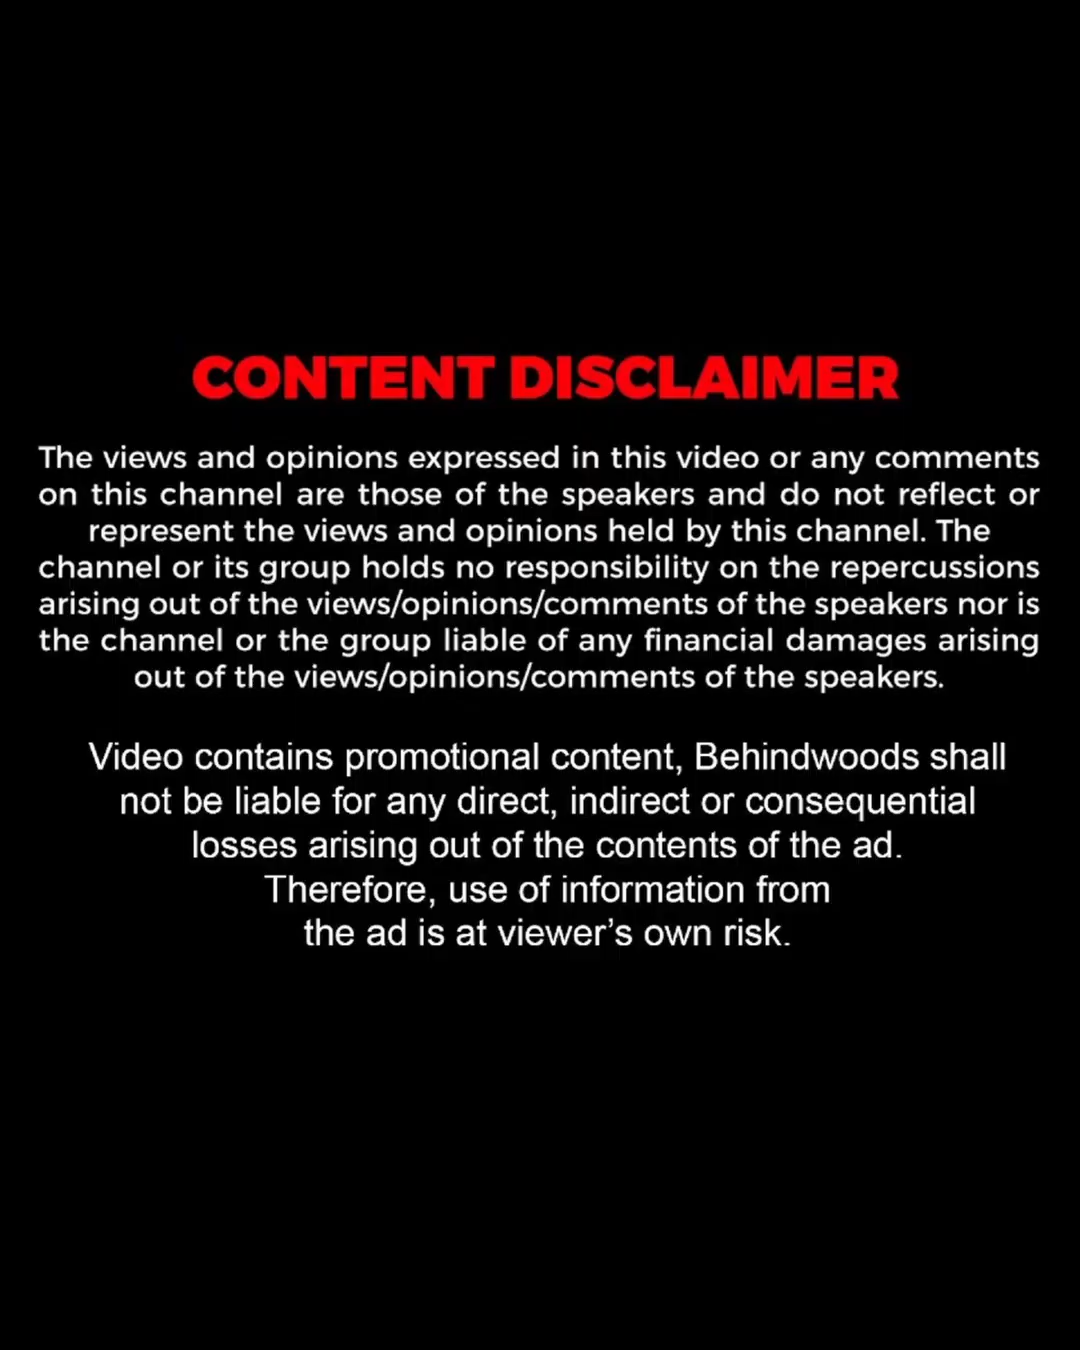 CONTENT DISCLAIMER
The views and opinions expressed in this video or any comments
on this channel are those of the speakers and do not reflect or
represent the views and opinions held by this channel. The
channel or its group holds no responsibility on the repercussions
arising out of the views/opinions/comments of the speakers nor is
the channel or the group liable of any financial damages arising
out of the views/opinions/comments of the speakers.
Video contains promotional content, Behindwoods shall
not be liable for any direct, indirect or consequential
losses arising out of the contents of the ad.
Therefore, use of information from
the ad is at viewer’s own risk.